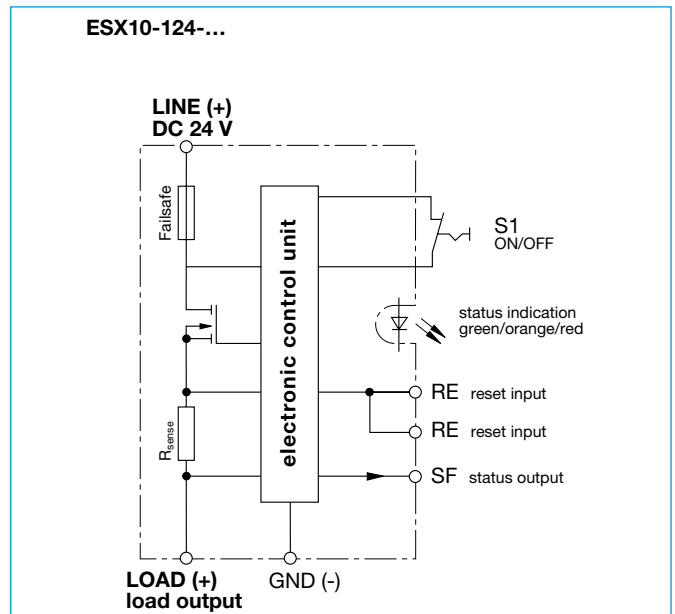 ESX10-124-...
LINE (+)
DC 24 V
Failsafe
electronic control unit
S1
ON/OFF
status indication
green/orange/red
RE reset input
Rsense
RE reset input
SF status output
LOAD (+)
load output
GND (-)